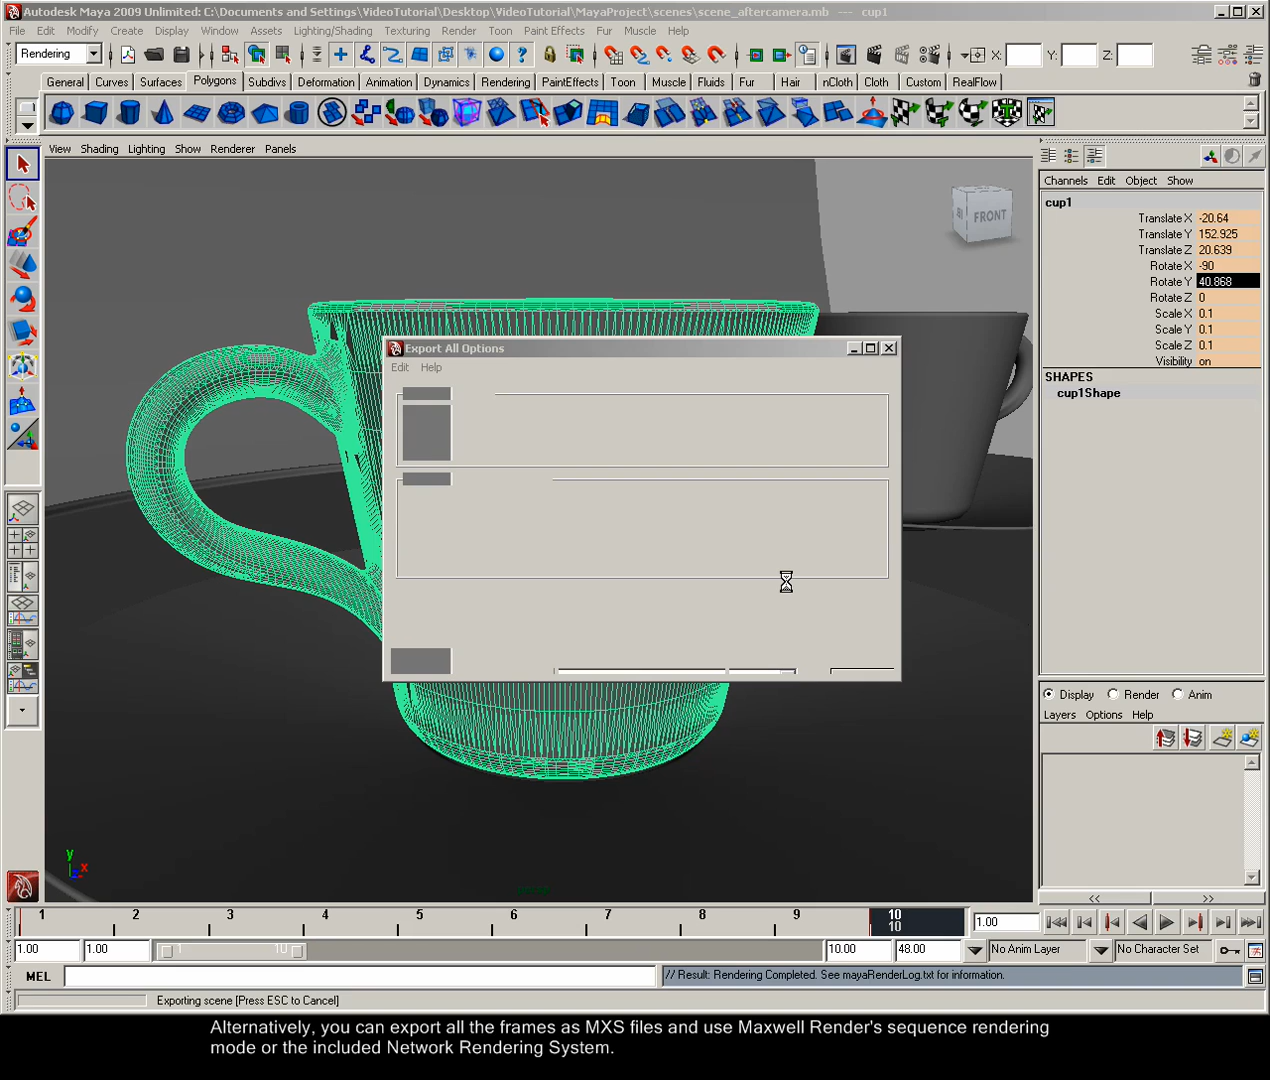 Autodesk Maya 2009 Unlimited: C:\Documents and Settings\VideoTutorial\Desktop\VideoTutorial\MayaProject\scenes\scene_aftercamera.mb --- cup1
File Edit Modify Create Display Window Assets Lighting/Shading Texturing Render Toon Paint Effects Fur Muscle Help
Rendering X: Y: Z:
General Curves Surfaces Polygons Subdivs Deformation Animation Dynamics Rendering PaintEffects Toon Muscle Fluids Fur Hair nCloth Cloth Custom RealFlow
View Shading Lighting Show Renderer Panels
Channels Edit Object Show
cup1
FRONT
Translate X -20.64
Translate Y 152.925
Translate Z 20.639
Rotate X -90
Rotate Y 40.868
Rotate Z 0
Scale X 0.1
Scale Y 0.1
Scale Z 0.1
Visibility on
SHAPES
cup1Shape
Export All Options
Edit Help
Display Render Anim
Layers Options Help
y
x
z
<< >>
1 2 3 4 5 6 7 8 9 10
10
1.00
1.00 1.00 1 10 10.00 48.00 No Anim Layer No Character Set
MEL // Result: Rendering Completed. See mayaRenderLog.txt for information.
Exporting scene [Press ESC to Cancel]
Alternatively, you can export all the frames as MXS files and use Maxwell Render's sequence rendering
mode or the included Network Rendering System.